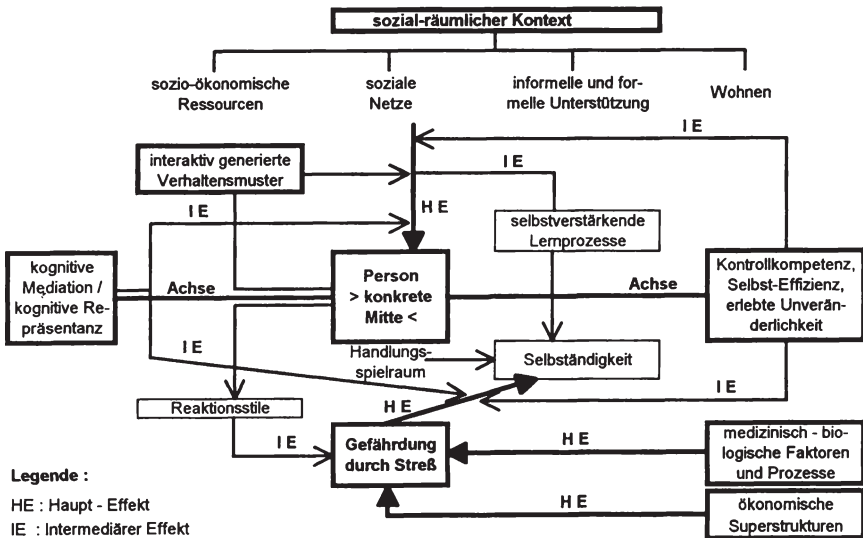 sozial-räumlicher Kontext
sozio-ökonomische
Ressourcen
soziale
Netze
informelle und for-
melle Unterstützung
Wohnen
I E
interaktiv generierte
Verhaltensmuster
I E
I E
H E
selbstverstärkende
Lernprozesse
kognitive
Mediation /
kognitive Re-
präsentanz
Achse
Person
> konkrete
Mitte <
Achse
Kontrollkompetenz,
Selbst-Effizienz,
erlebte Unverän-
derlichkeit
I E
Handlungs-
spielraum
Selbständigkeit
I E
Reaktionsstile
H E
I E
Gefährdung
durch Streß
H E
medizinisch - bio-
logische Faktoren
und Prozesse
H E
ökonomische
Superstrukturen
Legende :
HE : Haupt - Effekt
IE : Intermediärer Effekt